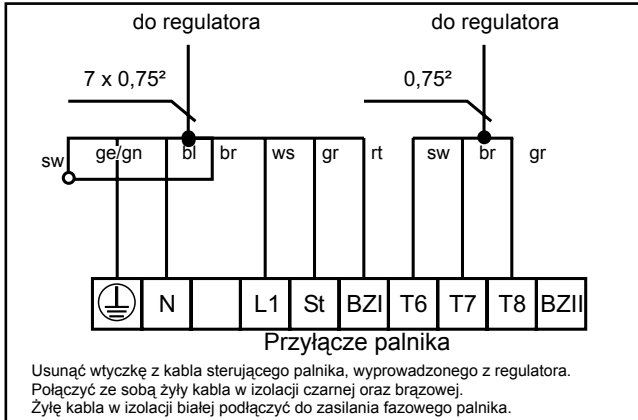 do regulatora do regulatora
7 x 0,75² 0,75²
sw ge/gn bl br ws gr rt sw br gr
N L1 St BZI T6 T7 T8 BZII
Przyłącze palnika
Usunąć wtyczkę z kabla sterującego palnika, wyprowadzonego z regulatora.
Połączyć ze sobą żyły kabla w izolacji czarnej oraz brązowej.
Żyłę kabla w izolacji białej podłączyć do zasilania fazowego palnika.